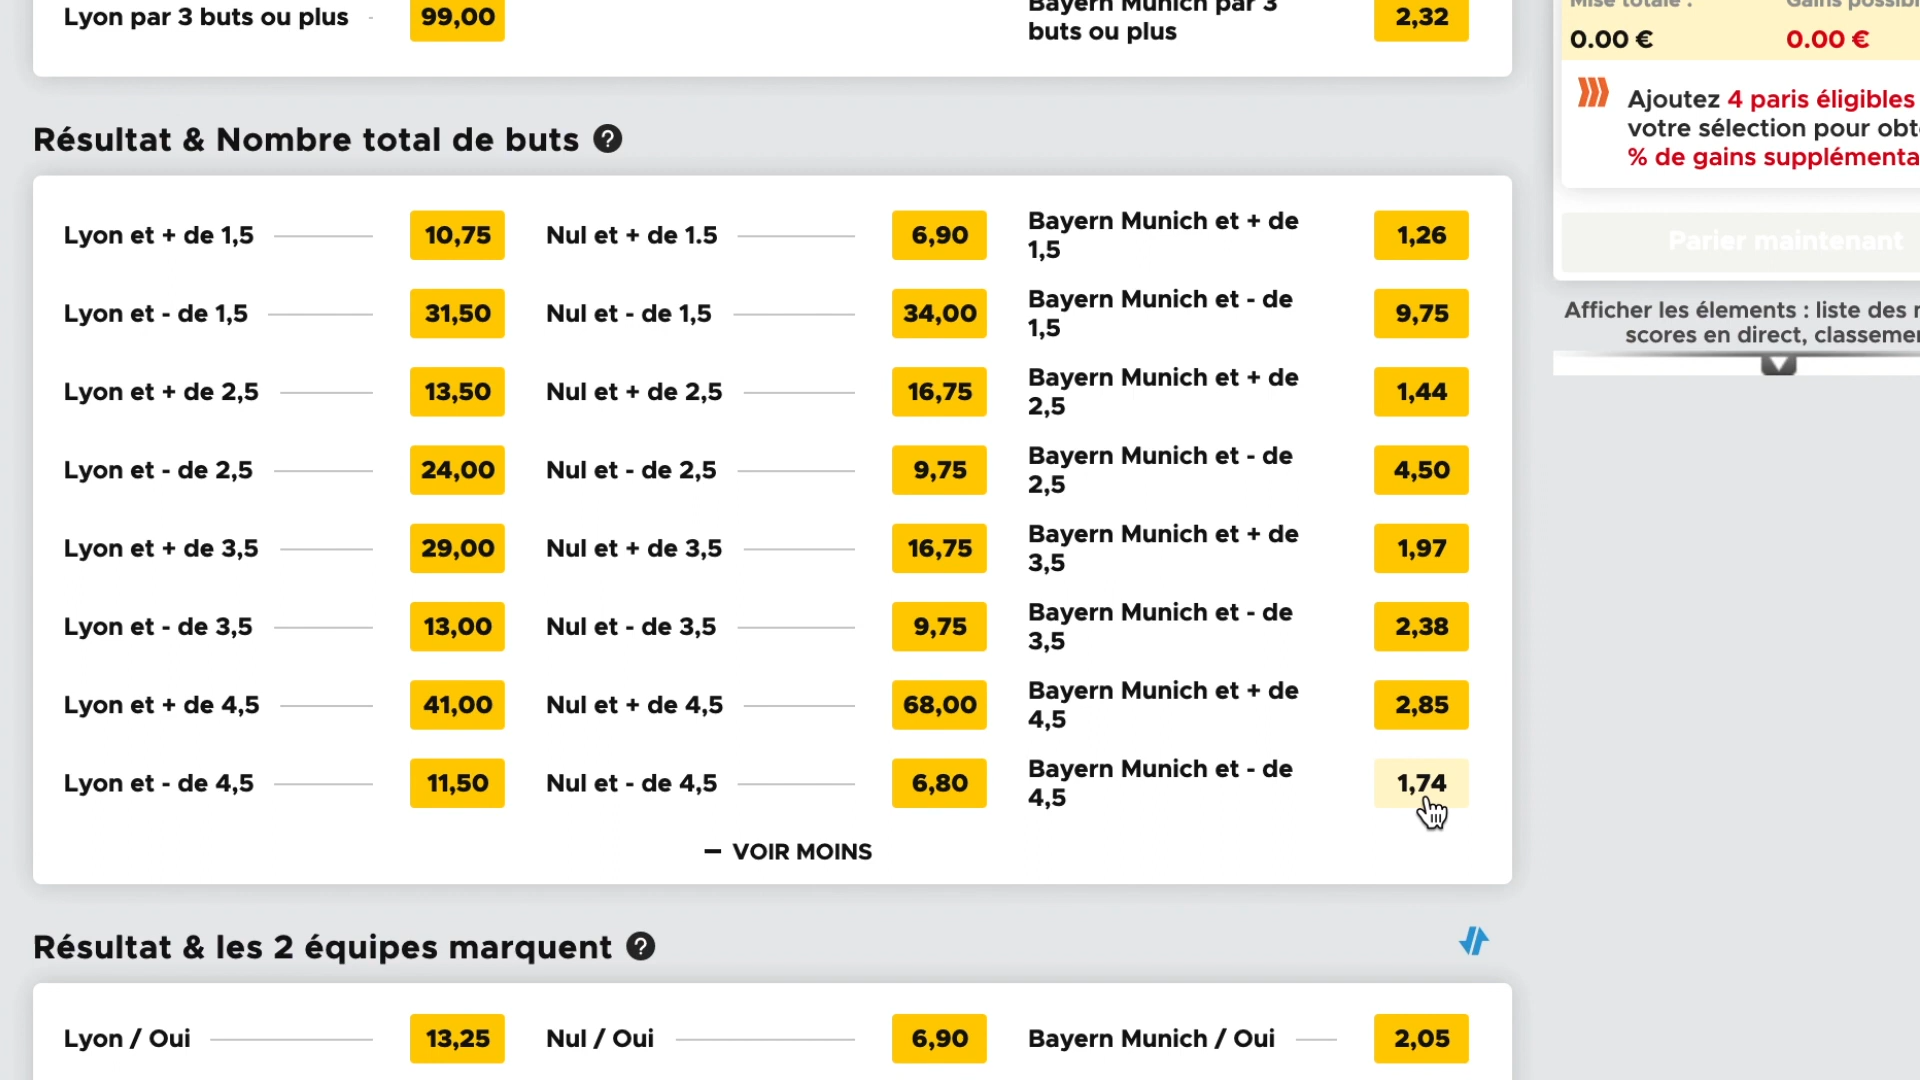 Lyon par 3 buts ou plus 99,00 Bayern Munich par 3 buts ou plus 2,32
Résultat & Nombre total de buts ?
Lyon et + de 1,5 10,75 Nul et + de 1.5 6,90 Bayern Munich et + de 1,5 1,26
Lyon et - de 1,5 31,50 Nul et - de 1,5 34,00 Bayern Munich et - de 1,5 9,75
Lyon et + de 2,5 13,50 Nul et + de 2,5 16,75 Bayern Munich et + de 2,5 1,44
Lyon et - de 2,5 24,00 Nul et - de 2,5 9,75 Bayern Munich et - de 2,5 4,50
Lyon et + de 3,5 29,00 Nul et + de 3,5 16,75 Bayern Munich et + de 3,5 1,97
Lyon et - de 3,5 13,00 Nul et - de 3,5 9,75 Bayern Munich et - de 3,5 2,38
Lyon et + de 4,5 41,00 Nul et + de 4,5 68,00 Bayern Munich et + de 4,5 2,85
Lyon et - de 4,5 11,50 Nul et - de 4,5 6,80 Bayern Munich et - de 4,5 1,74
− VOIR MOINS
Résultat & les 2 équipes marquent ?
Lyon / Oui 13,25 Nul / Oui 6,90 Bayern Munich / Oui 2,05
Mise totale : Gains
0.00 € 0.00 €
Ajoutez 4 paris éligibles
votre sélection pour
% de gains
Parier maintenant
Afficher les élements : liste des
scores en direct,